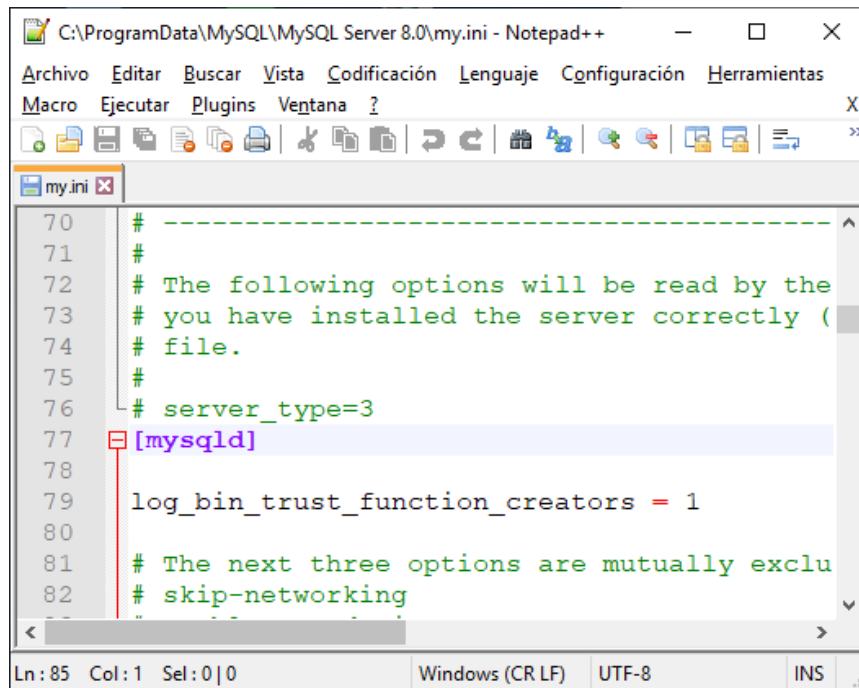 C:\ProgramData\MySQL\MySQL Server 8.0\my.ini - Notepad++
Archivo Editar Buscar Vista Codificación Lenguaje Configuración Herramientas
Macro Ejecutar Plugins Ventana ? X
my.ini
70 # -----------------------------------------
71 #
72 # The following options will be read by the
73 # you have installed the server correctly (
74 # file.
75 #
76 # server_type=3
77 [mysqld]
78
79 log_bin_trust_function_creators = 1
80
81 # The next three options are mutually exclu
82 # skip-networking
Ln : 85 Col : 1 Sel : 0 | 0 Windows (CR LF) UTF-8 INS